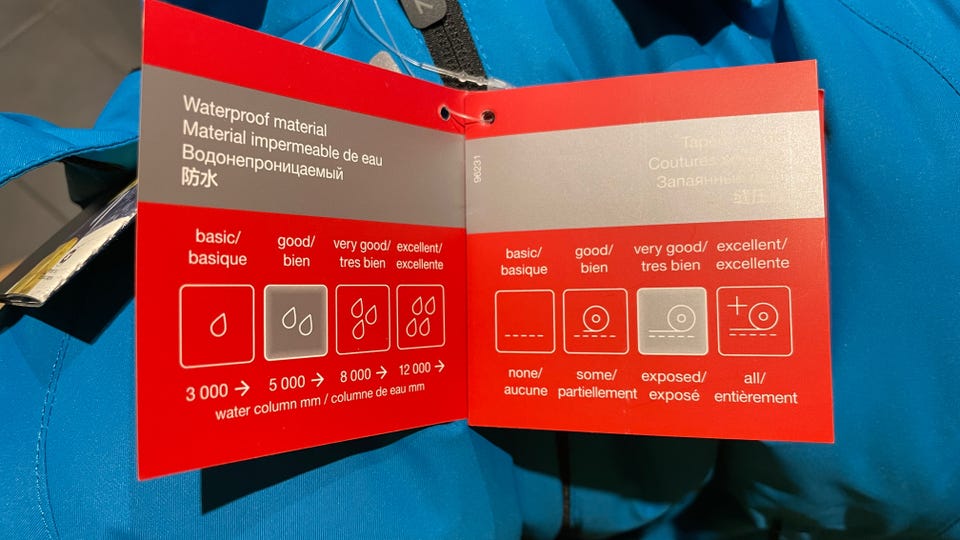 Waterproof material
Material impermeable de eau
Водонепроницаемый
防水
basic/ good/ very good/ excellent/
basique bien tres bien excellente
3 000 → 5 000 → 8 000 → 12 000 →
water column mm / columne de eau mm
96231
Coutures
basic/ good/ very good/ excellent/
basique bien tres bien excellente
none/ some/ exposed/ all/
aucune partiellement exposé entièrement